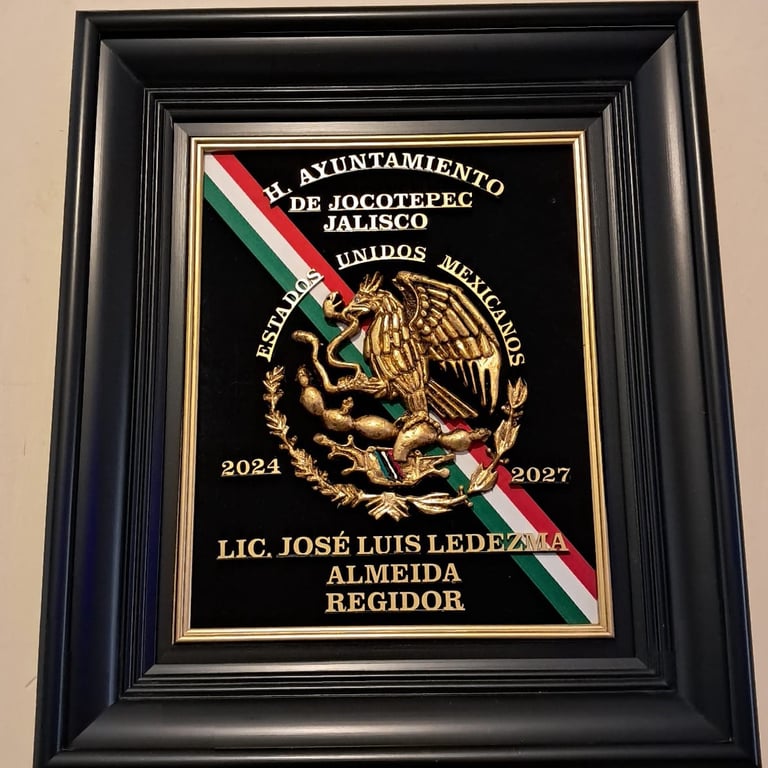 H. AYUNTAMIENTO
DE JOCOTEPEC
JALISCO
ESTADOS UNIDOS MEXICANOS
2024
2027
LIC. JOSÉ LUIS LEDEZMA
ALMEIDA
REGIDOR